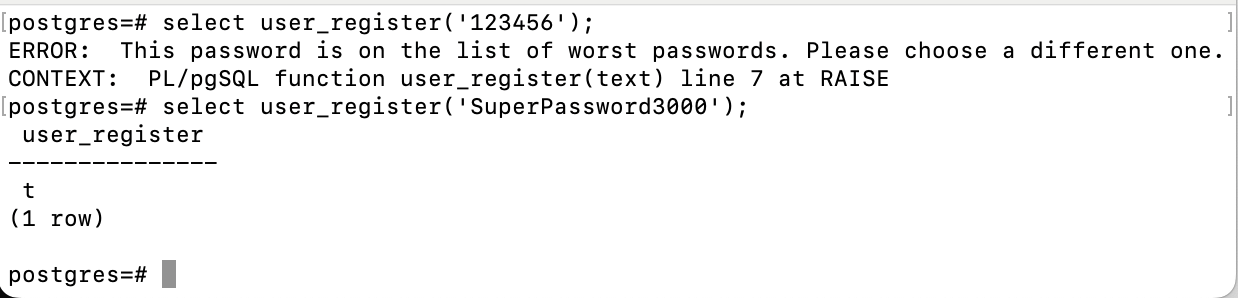 [postgres=# select user_register('123456'); ]
ERROR:  This password is on the list of worst passwords. Please choose a different one.
CONTEXT:  PL/pgSQL function user_register(text) line 7 at RAISE
[postgres=# select user_register('SuperPassword3000'); ]
 user_register
---------------
 t
(1 row)
postgres=#